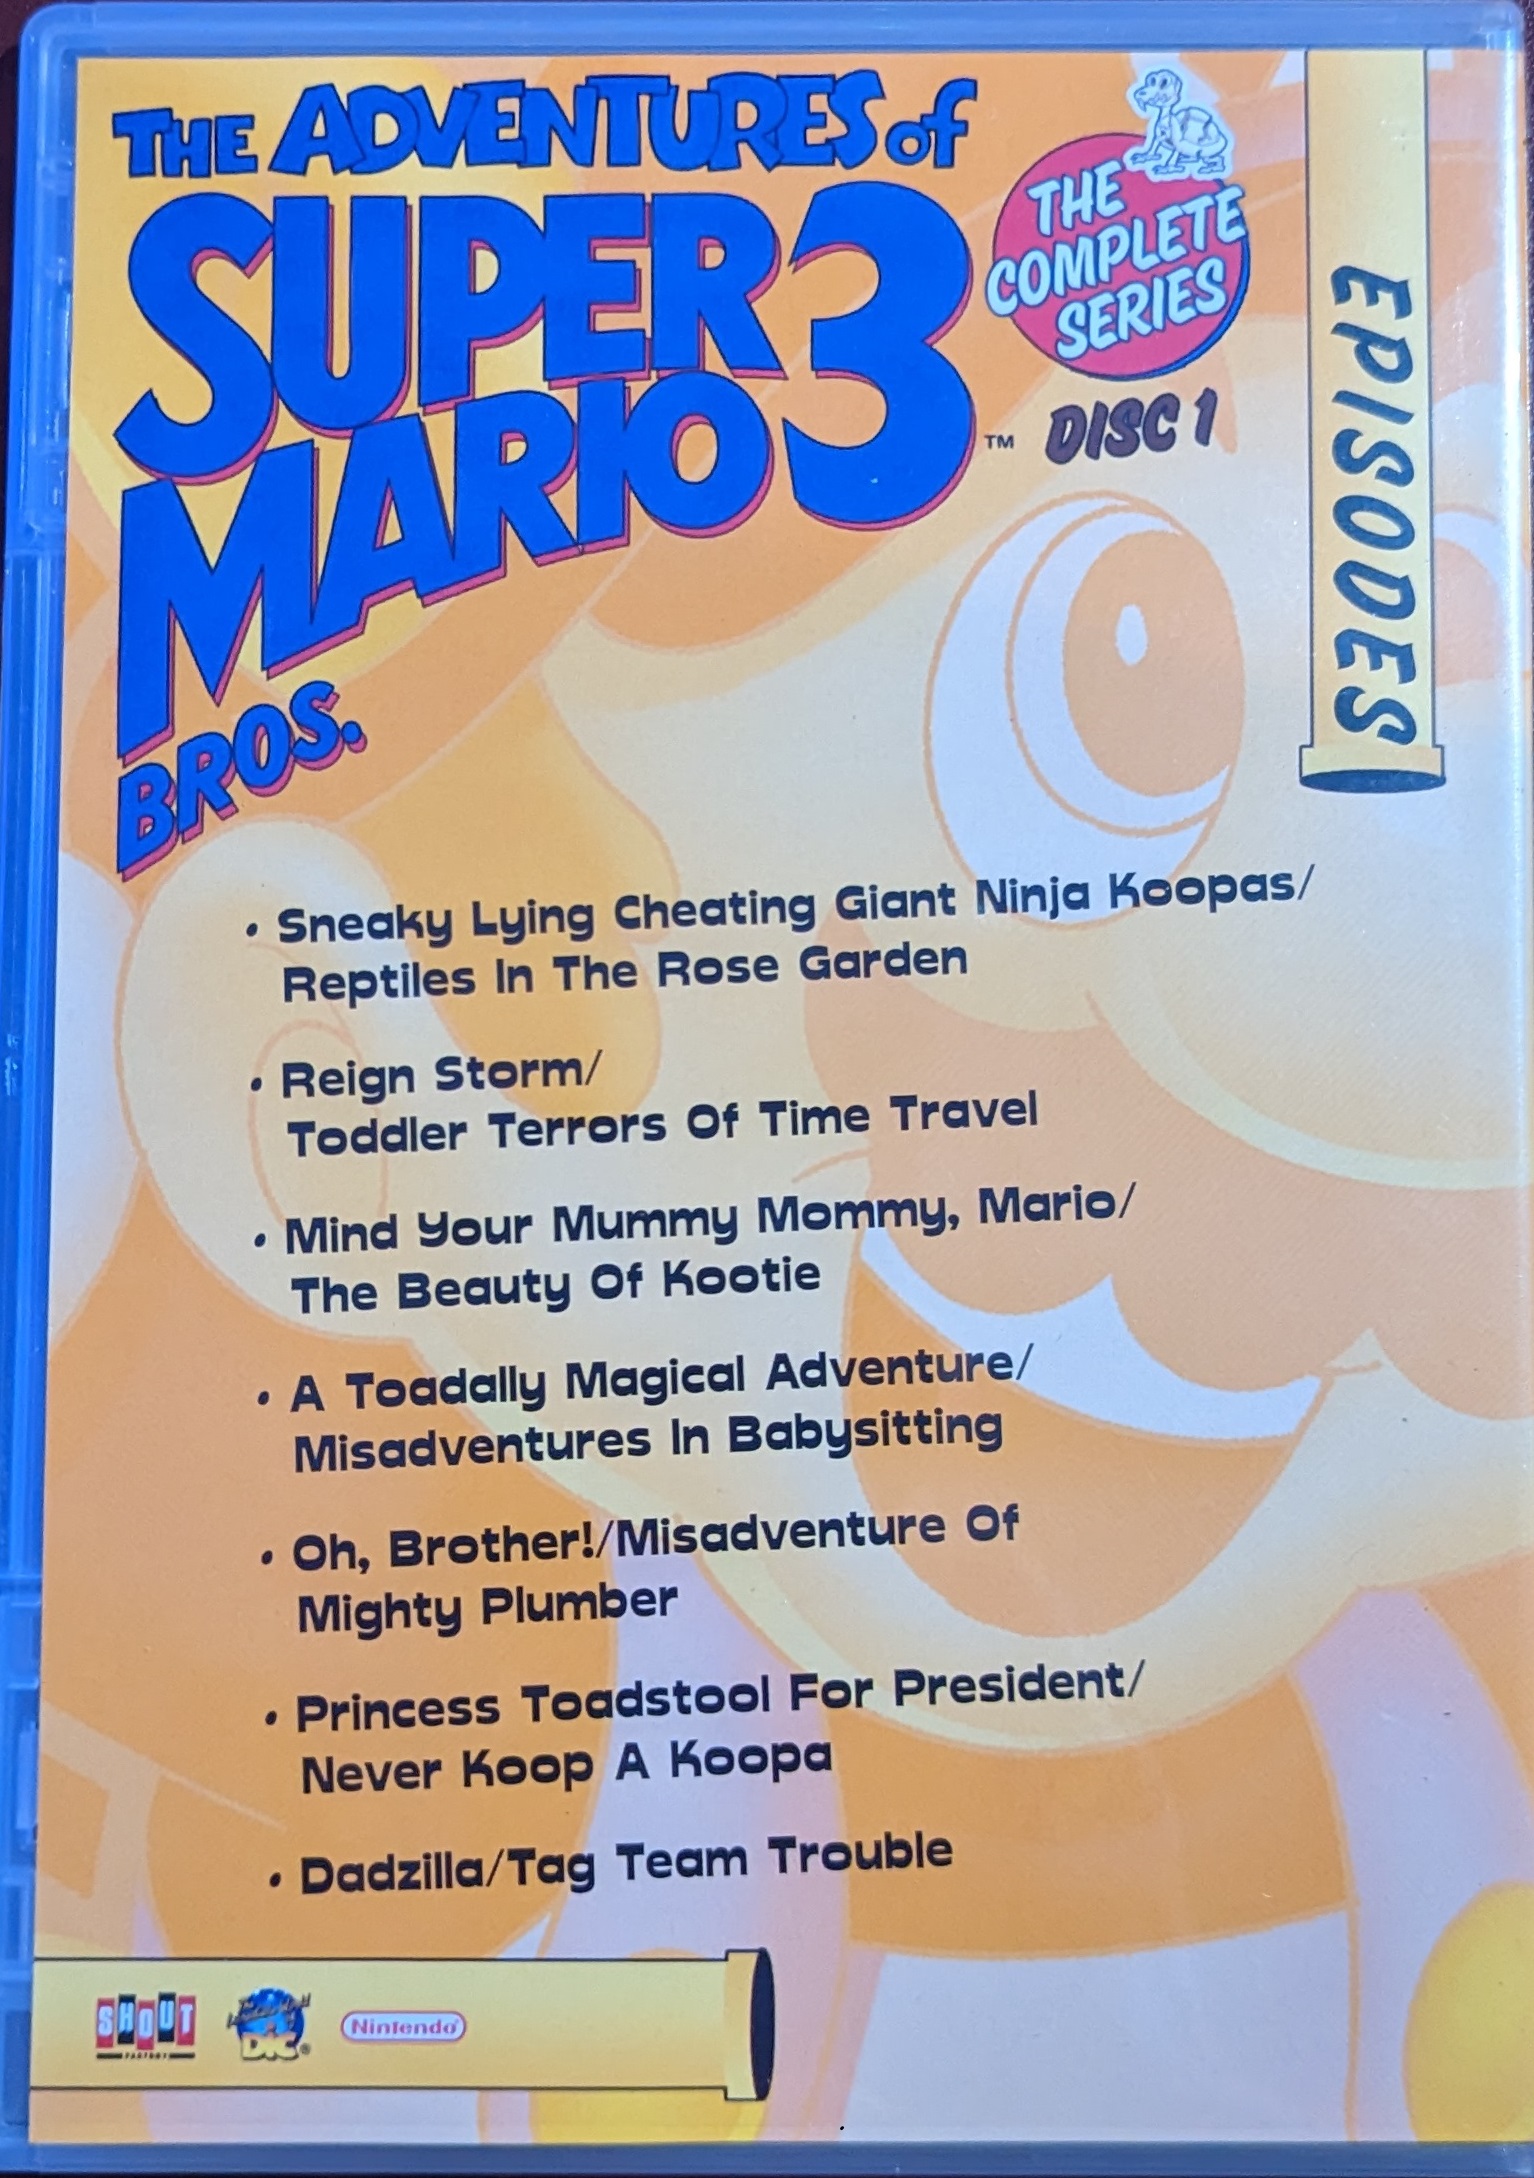 THE ADVENTURES of
SUPER
MARIO 3
BROS.
™
THE
COMPLETE
SERIES
DISC 1
EPISODES
• Sneaky Lying Cheating Giant Ninja Koopas/
Reptiles In The Rose Garden
• Reign Storm/
Toddler Terrors Of Time Travel
• Mind Your Mummy Mommy, Mario/
The Beauty Of Kootie
• A Toadally Magical Adventure/
Misadventures In Babysitting
• Oh, Brother!/Misadventure Of
Mighty Plumber
• Princess Toadstool For President/
Never Koop A Koopa
• Dadzilla/Tag Team Trouble
SHOUT
FACTORY
DiC®
Nintendo®